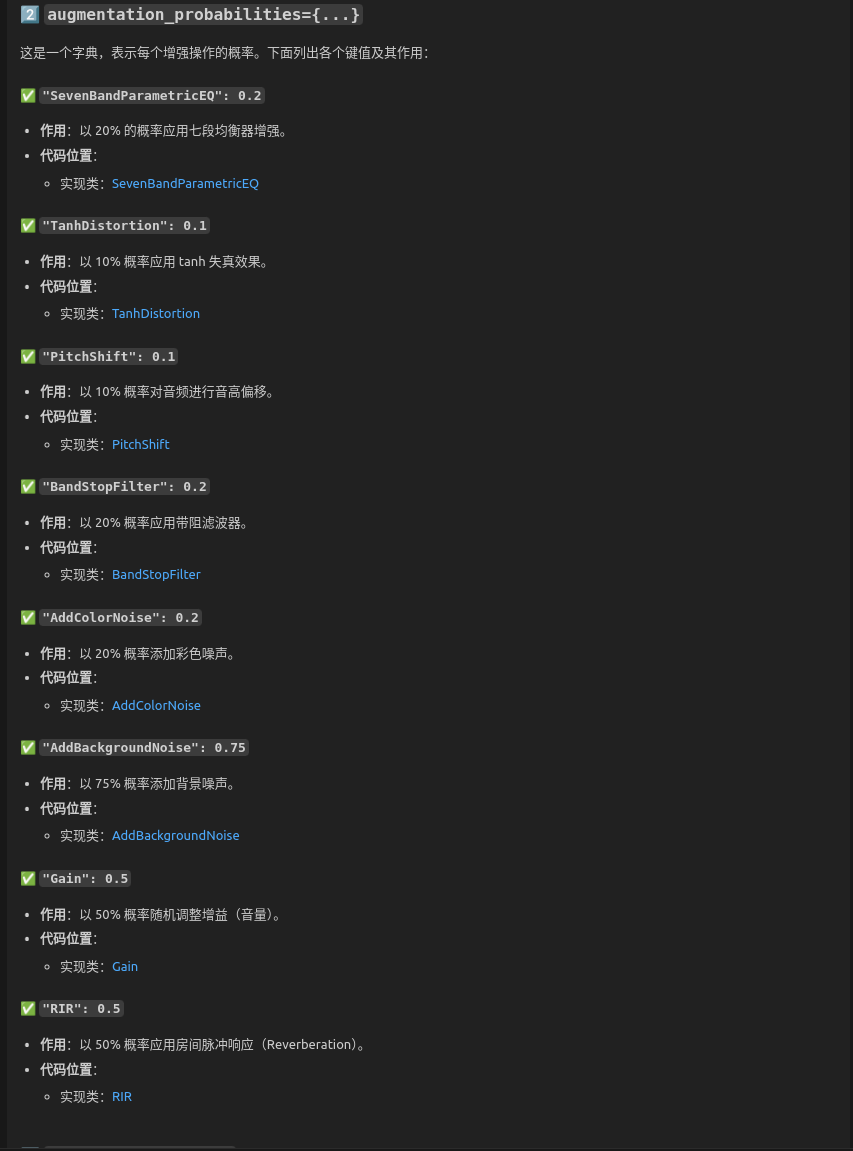 2 augmentation_probabilities={...}
这是一个字典，表示每个增强操作的概率。下面列出各个键值及其作用：
✅ "SevenBandParametricEQ": 0.2
• 作用：以 20% 的概率应用七段均衡器增强。
• 代码位置：
◦ 实现类：SevenBandParametricEQ
✅ "TanhDistortion": 0.1
• 作用：以 10% 概率应用 tanh 失真效果。
• 代码位置：
◦ 实现类：TanhDistortion
✅ "PitchShift": 0.1
• 作用：以 10% 概率对音频进行音高偏移。
• 代码位置：
◦ 实现类：PitchShift
✅ "BandStopFilter": 0.2
• 作用：以 20% 概率应用带阻滤波器。
• 代码位置：
◦ 实现类：BandStopFilter
✅ "AddColorNoise": 0.2
• 作用：以 20% 概率添加彩色噪声。
• 代码位置：
◦ 实现类：AddColorNoise
✅ "AddBackgroundNoise": 0.75
• 作用：以 75% 概率添加背景噪声。
• 代码位置：
◦ 实现类：AddBackgroundNoise
✅ "Gain": 0.5
• 作用：以 50% 概率随机调整增益（音量）。
• 代码位置：
◦ 实现类：Gain
✅ "RIR": 0.5
• 作用：以 50% 概率应用房间脉冲响应（Reverberation）。
• 代码位置：
◦ 实现类：RIR